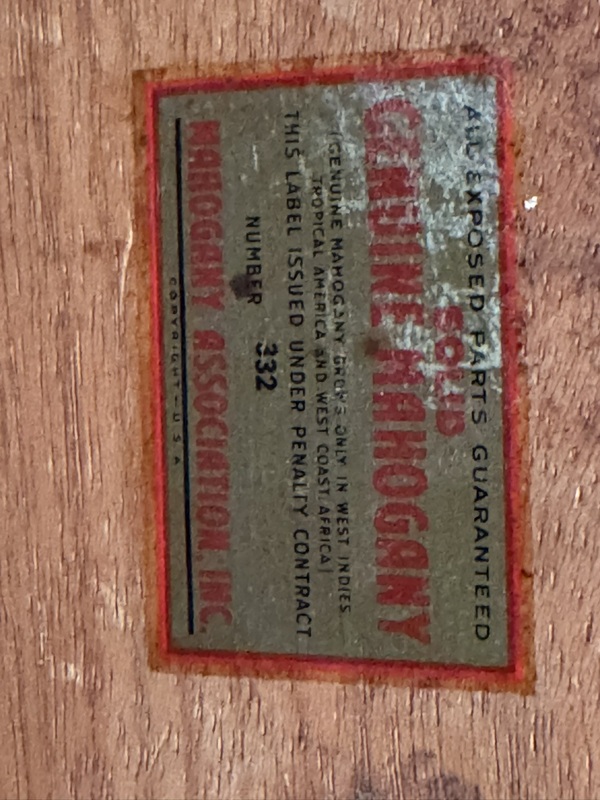 ALL EXPOSED PARTS GUARANTEED
SOLID
GENUINE MAHOGANY
(GENUINE MAHOGANY GROWS ONLY IN WEST INDIES
TROPICAL AMERICA AND WEST COAST, AFRICA)
THIS LABEL ISSUED UNDER PENALTY CONTRACT
NUMBER 332
MAHOGANY ASSOCIATION, INC.
COPYRIGHT-U S A